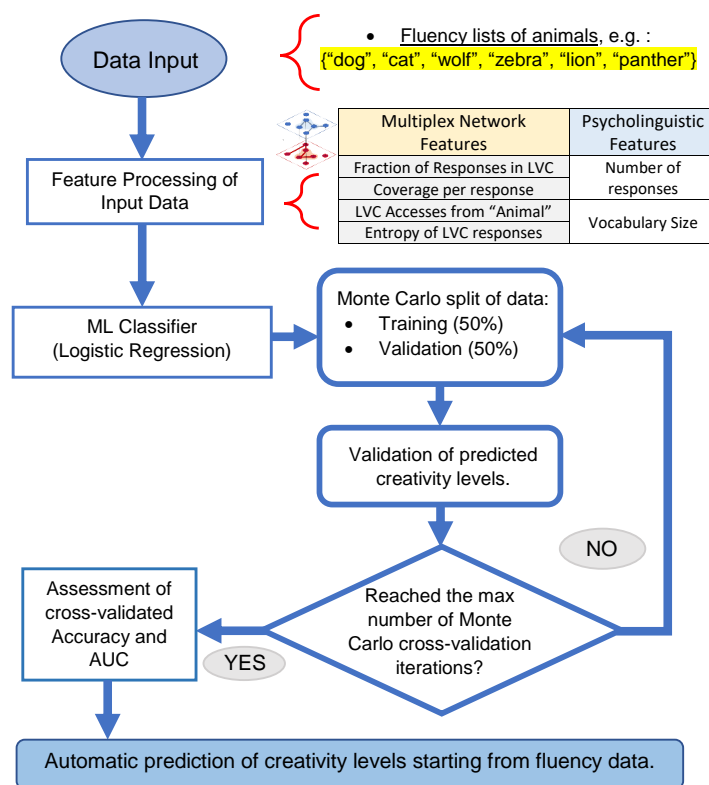 Data Input
• Fluency lists of animals, e.g. :
{“dog”, “cat”, “wolf”, “zebra”, “lion”, “panther”}
Feature Processing of
Input Data
Multiplex Network
Features
Psycholinguistic
Features
Fraction of Responses in LVC
Coverage per response
LVC Accesses from “Animal”
Entropy of LVC responses
Number of
responses
Vocabulary Size
ML Classifier
(Logistic Regression)
Monte Carlo split of data:
• Training (50%)
• Validation (50%)
Validation of predicted
creativity levels.
NO
Reached the max
number of Monte
Carlo cross-validation
iterations?
YES
Assessment of
cross-validated
Accuracy and
AUC
Automatic prediction of creativity levels starting from fluency data.